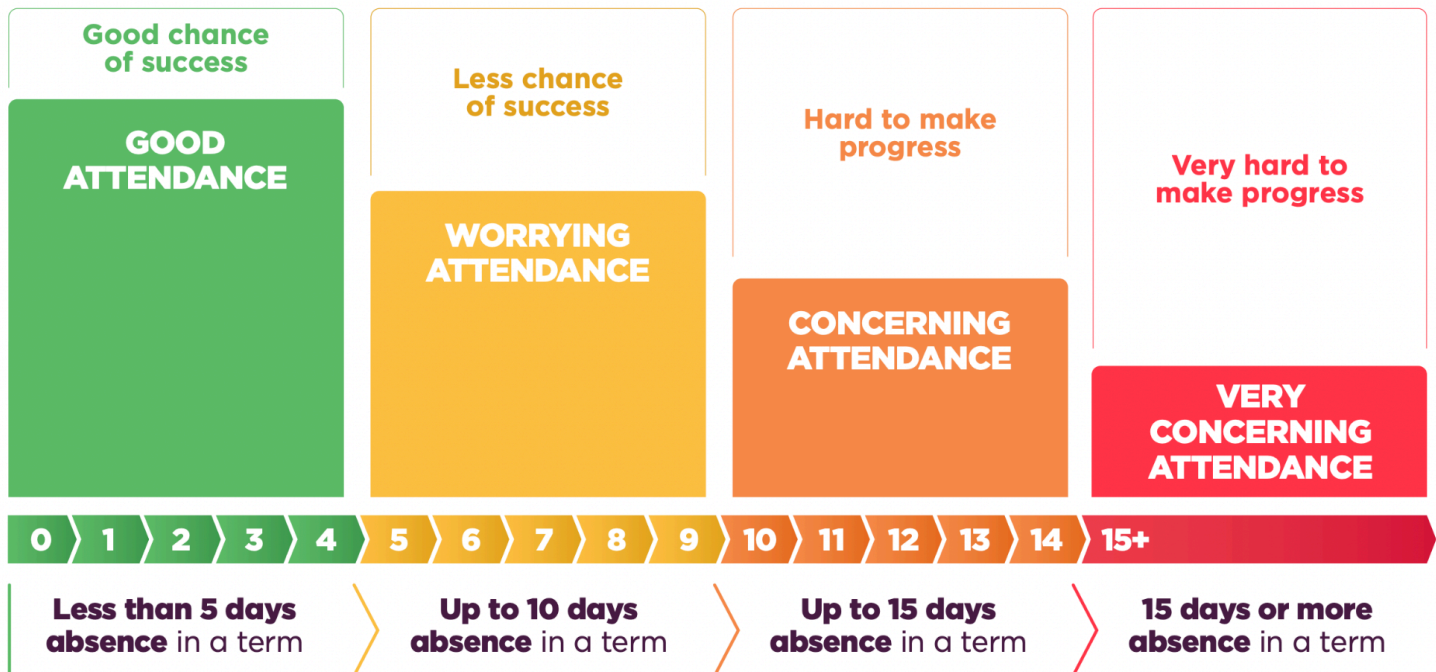 Good chance
of success
GOOD
ATTENDANCE
Less chance
of success
WORRYING
ATTENDANCE
Hard to make
progress
CONCERNING
ATTENDANCE
Very hard to
make progress
VERY
CONCERNING
ATTENDANCE
0 1 2 3 4 5 6 7 8 9 10 11 12 13 14 15+
Less than 5 days
absence in a term
Up to 10 days
absence in a term
Up to 15 days
absence in a term
15 days or more
absence in a term